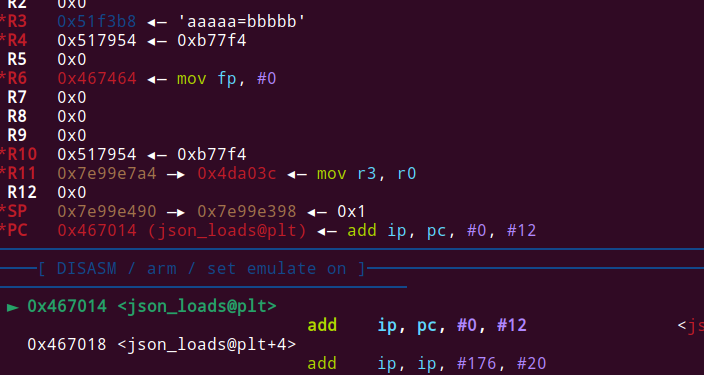 R2 0x0
*R3 0x51f3b8 ◂— 'aaaaa=bbbbb'
*R4 0x517954 ◂— 0xb77f4
R5 0x0
*R6 0x467464 ◂— mov fp, #0
R7 0x0
R8 0x0
R9 0x0
*R10 0x517954 ◂— 0xb77f4
*R11 0x7e99e7a4 —▸ 0x4da03c ◂— mov r3, r0
R12 0x0
*SP 0x7e99e490 —▸ 0x7e99e398 ◂— 0x1
*PC 0x467014 (json_loads@plt) ◂— add ip, pc, #0, #12
[ DISASM / arm / set emulate on ]
► 0x467014 <json_loads@plt>
add ip, pc, #0, #12 <js
0x467018 <json_loads@plt+4>
add ip, ip, #176, #20